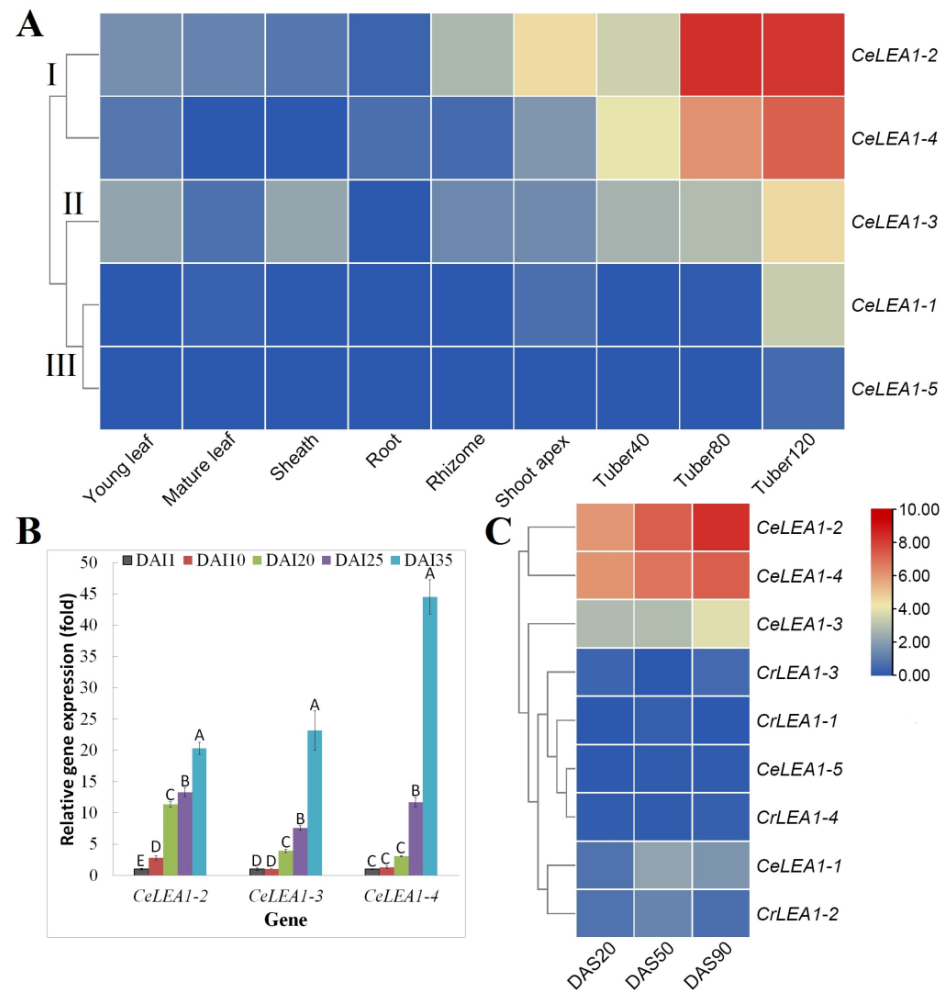 A
I
II
III
CeLEA1-2
CeLEA1-4
CeLEA1-3
CeLEA1-1
CeLEA1-5
Young leaf
Mature leaf
Sheath
Root
Rhizome
Shoot apex
Tuber40
Tuber80
Tuber120
B
DAI1 DAI10 DAI20 DAI25 DAI35
Relative gene expression (fold)
50
45
40
35
30
25
20
15
10
5
0
E D C B A
D D C B A
C C C B A
CeLEA1-2 CeLEA1-3 CeLEA1-4
Gene
C
CeLEA1-2
CeLEA1-4
CeLEA1-3
CrLEA1-3
CrLEA1-1
CeLEA1-5
CrLEA1-4
CeLEA1-1
CrLEA1-2
DAS20
DAS50
DAS90
10.00
8.00
6.00
4.00
2.00
0.00